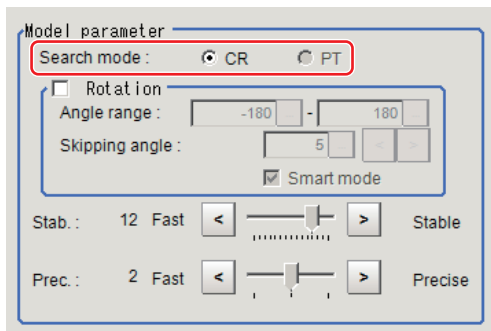 Model parameter
Search mode : CR PT
Rotation
Angle range : -180 ... - 180 ...
Skipping angle : 5 ... < >
Smart mode
Stab. : 12 Fast < > Stable
Prec. : 2 Fast < > Precise